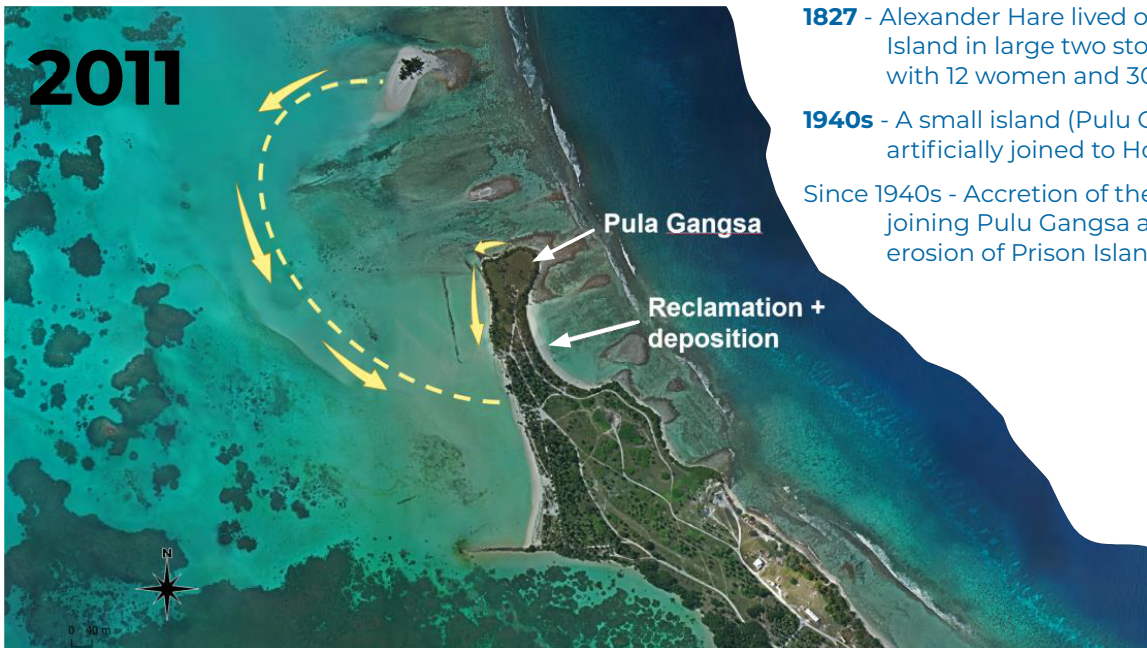 2011
1827 - Alexander Hare lived o
Island in large two sto
with 12 women and 30
1940s - A small island (Pulu G
artificially joined to Ho
Since 1940s - Accretion of the
joining Pulu Gangsa a
erosion of Prison Islan
Pula Gangsa
Reclamation +
deposition
N
0 40 m